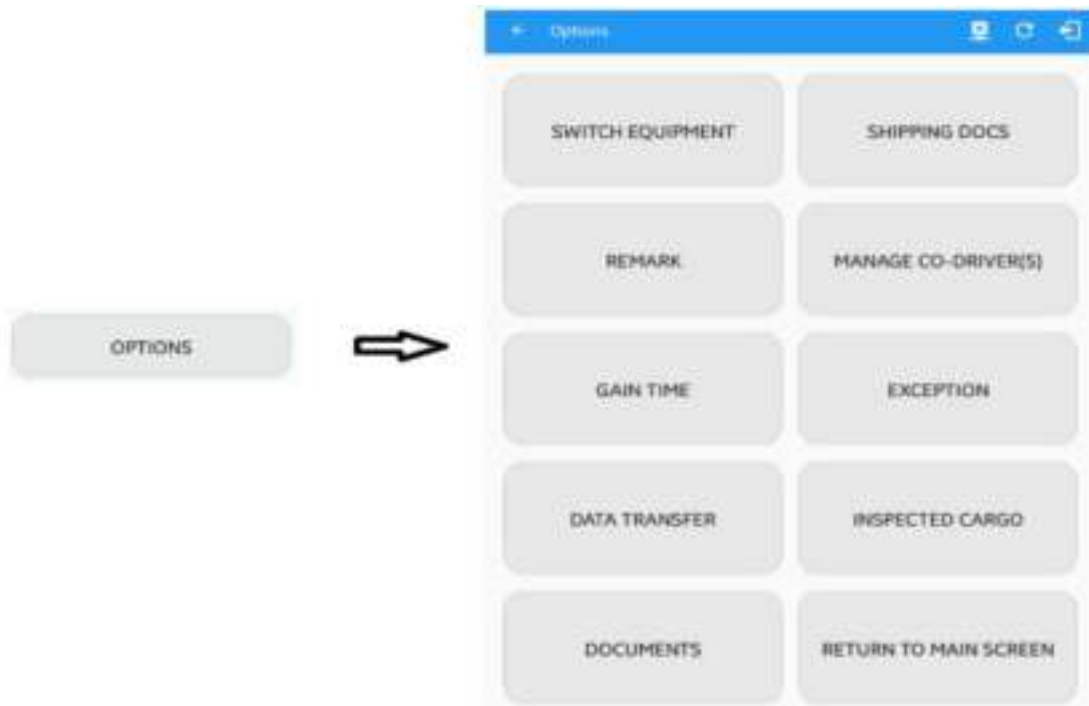 Options
SWITCH EQUIPMENT
SHIPPING DOCS
REMARK
MANAGE CO-DRIVER(S)
OPTIONS
GAIN TIME
EXCEPTION
DATA TRANSFER
INSPECTED CARGO
DOCUMENTS
RETURN TO MAIN SCREEN